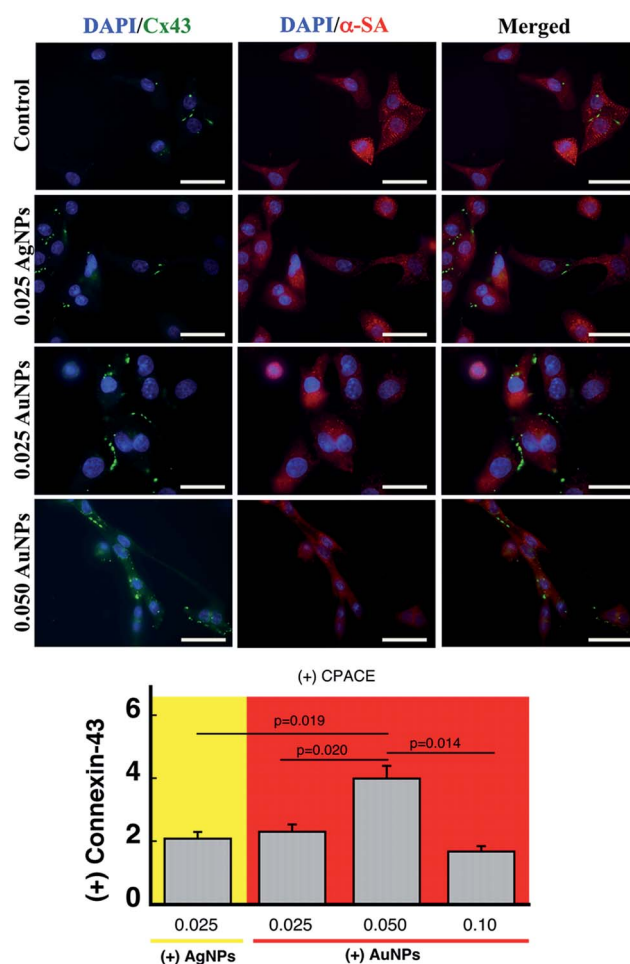 DAPI/Cx43 DAPI/α-SA Merged
Control
0.025 AgNPs
0.025 AuNPs
0.050 AuNPs
(+) CPACE
(+) Connexin-43
6
4
2
0
p=0.019
p=0.020
p=0.014
0.025 0.025 0.050 0.10
(+) AgNPs (+) AuNPs